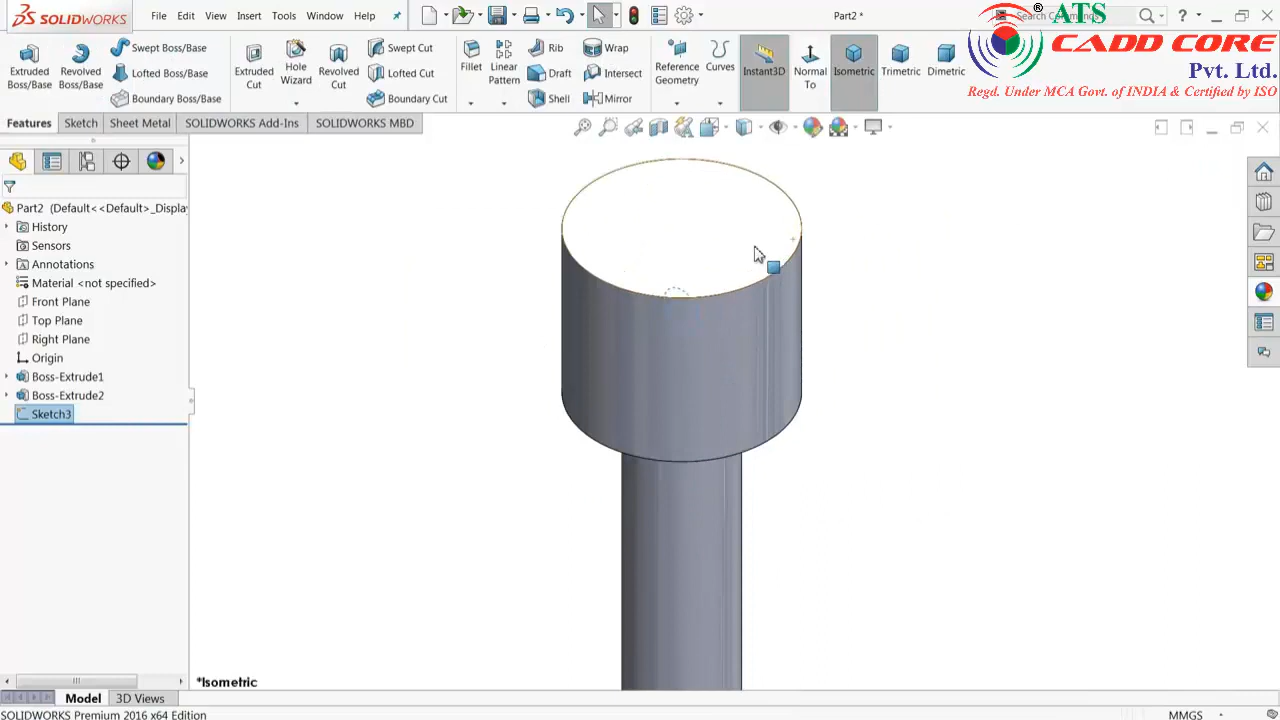 SOLIDWORKS
File Edit View Insert Tools Window Help
Part2 *
Search Commands
ATS
CADD CORE
Pvt. Ltd.
Regd. Under MCA Govt. of INDIA & Certified by ISO
Extruded Boss/Base
Revolved Boss/Base
Swept Boss/Base
Lofted Boss/Base
Boundary Boss/Base
Extruded Cut
Hole Wizard
Revolved Cut
Swept Cut
Lofted Cut
Boundary Cut
Fillet
Linear Pattern
Rib
Draft
Shell
Wrap
Intersect
Mirror
Reference Geometry
Curves
Instant3D
Normal To
Isometric
Trimetric
Dimetric
Features Sketch Sheet Metal SOLIDWORKS Add-Ins SOLIDWORKS MBD
Part2 (Default<<Default>_Displa
History
Sensors
Annotations
Material <not specified>
Front Plane
Top Plane
Right Plane
Origin
Boss-Extrude1
Boss-Extrude2
Sketch3
*Isometric
Model 3D Views
SOLIDWORKS Premium 2016 x64 Edition
MMGS